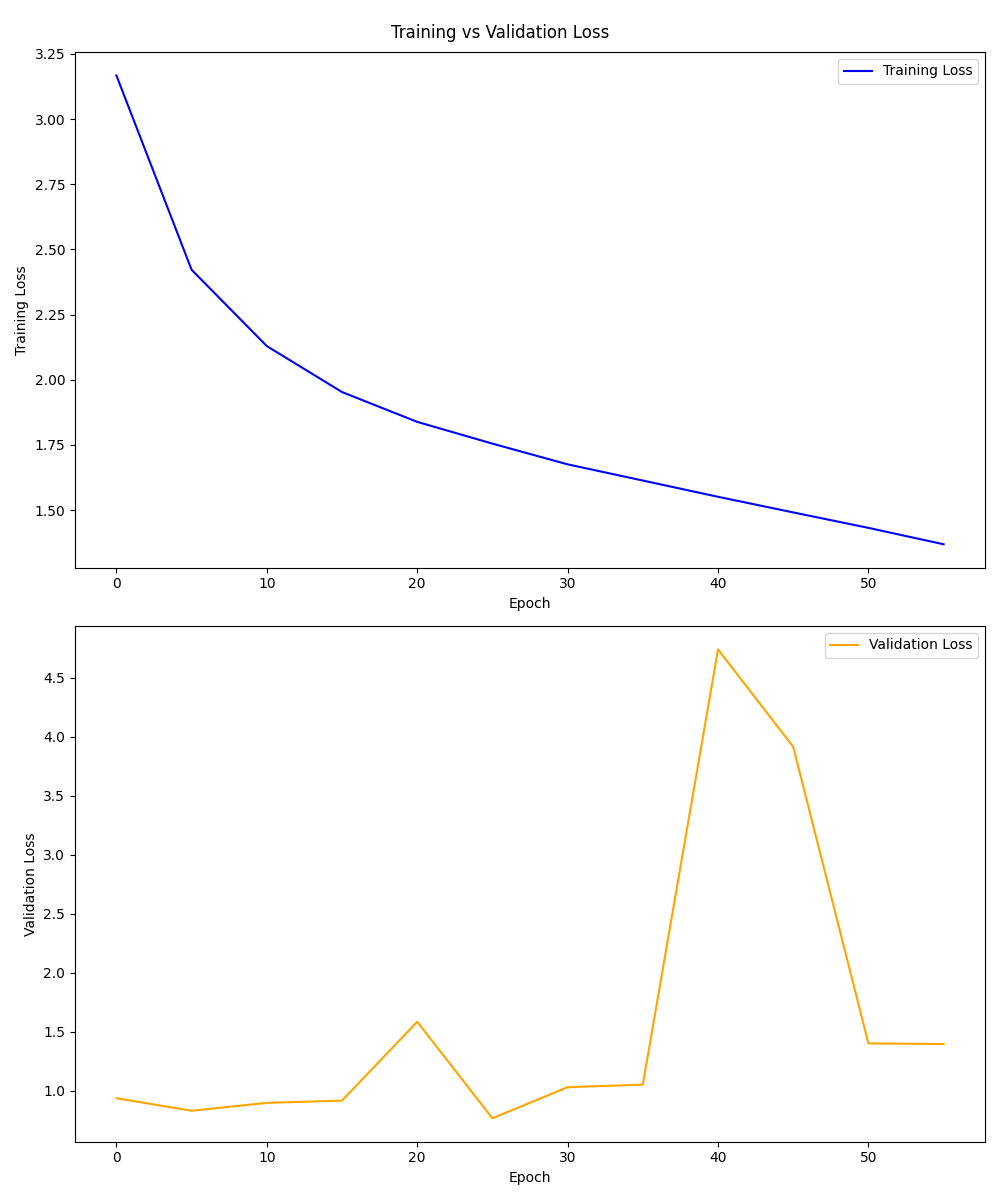 Training vs Validation Loss
3.25
3.00
2.75
2.50
2.25
2.00
1.75
1.50
Training Loss
Training Loss
0 10 20 30 40 50
Epoch
4.5
4.0
3.5
3.0
2.5
2.0
1.5
1.0
Validation Loss
Validation Loss
0 10 20 30 40 50
Epoch